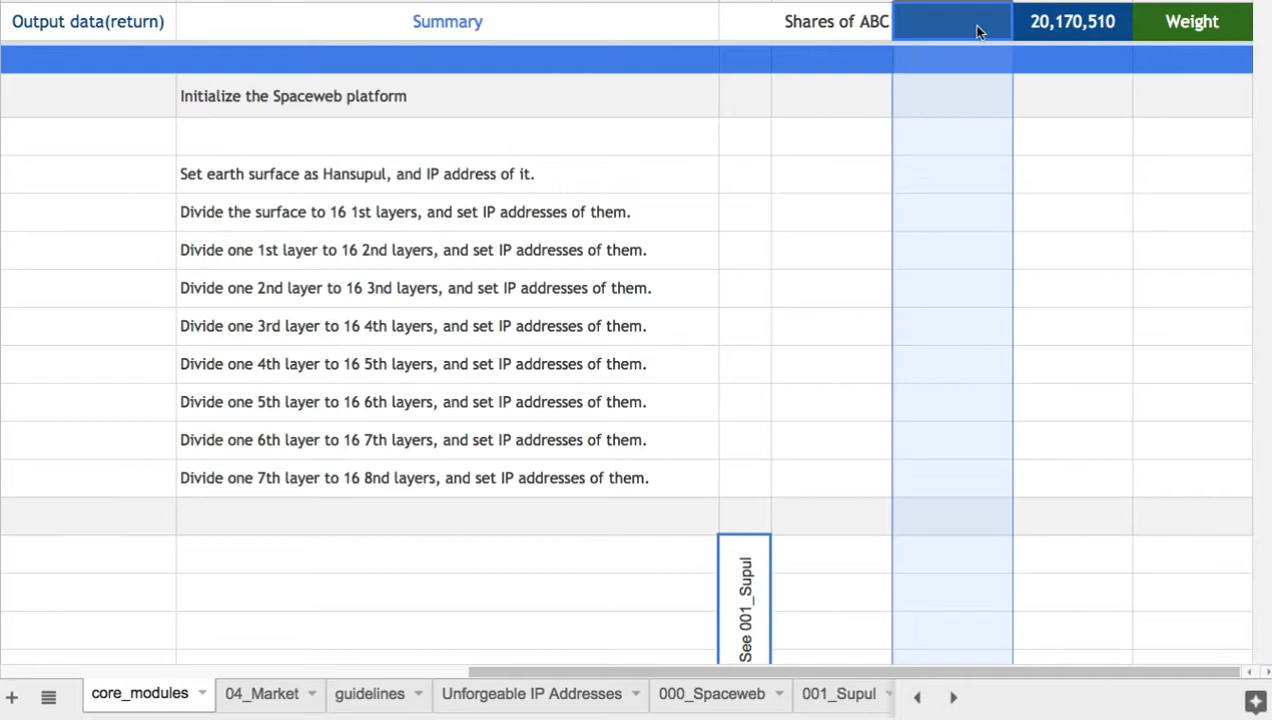 Output data(return)
Summary
Shares of ABC
20,170,510
Weight
Initialize the Spaceweb platform
Set earth surface as Hansupul, and IP address of it.
Divide the surface to 16 1st layers, and set IP addresses of them.
Divide one 1st layer to 16 2nd layers, and set IP addresses of them.
Divide one 2nd layer to 16 3nd layers, and set IP addresses of them.
Divide one 3rd layer to 16 4th layers, and set IP addresses of them.
Divide one 4th layer to 16 5th layers, and set IP addresses of them.
Divide one 5th layer to 16 6th layers, and set IP addresses of them.
Divide one 6th layer to 16 7th layers, and set IP addresses of them.
Divide one 7th layer to 16 8nd layers, and set IP addresses of them.
See 001_Supul
core_modules
04_Market
guidelines
Unforgeable IP Addresses
000_Spaceweb
001_Supul